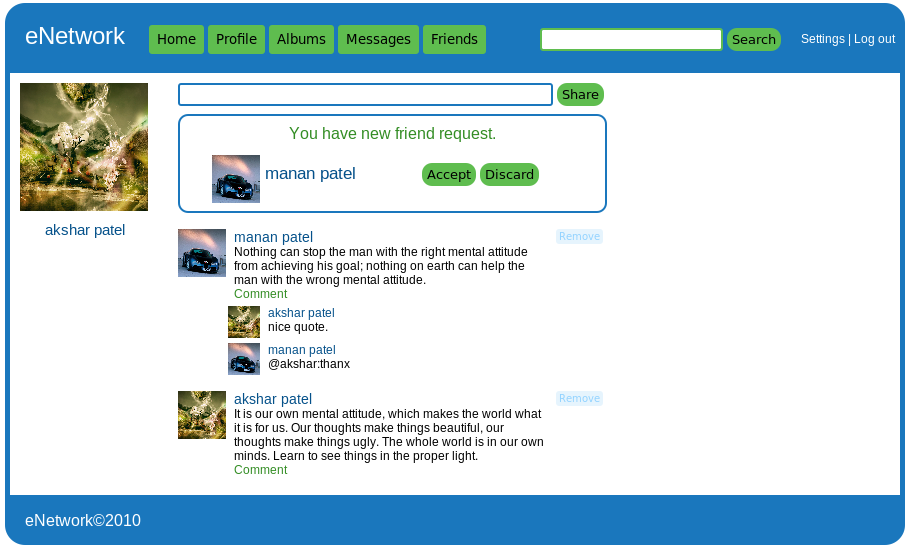 eNetwork
Home Profile Albums Messages Friends
Search
Settings | Log out
Share
You have new friend request.
manan patel
Accept Discard
akshar patel
manan patel
Remove
Nothing can stop the man with the right mental attitude
from achieving his goal; nothing on earth can help the
man with the wrong mental attitude.
Comment
akshar patel
nice quote.
manan patel
@akshar:thanx
akshar patel
Remove
It is our own mental attitude, which makes the world what
it is for us. Our thoughts make things beautiful, our
thoughts make things ugly. The whole world is in our own
minds. Learn to see things in the proper light.
Comment
eNetwork©2010